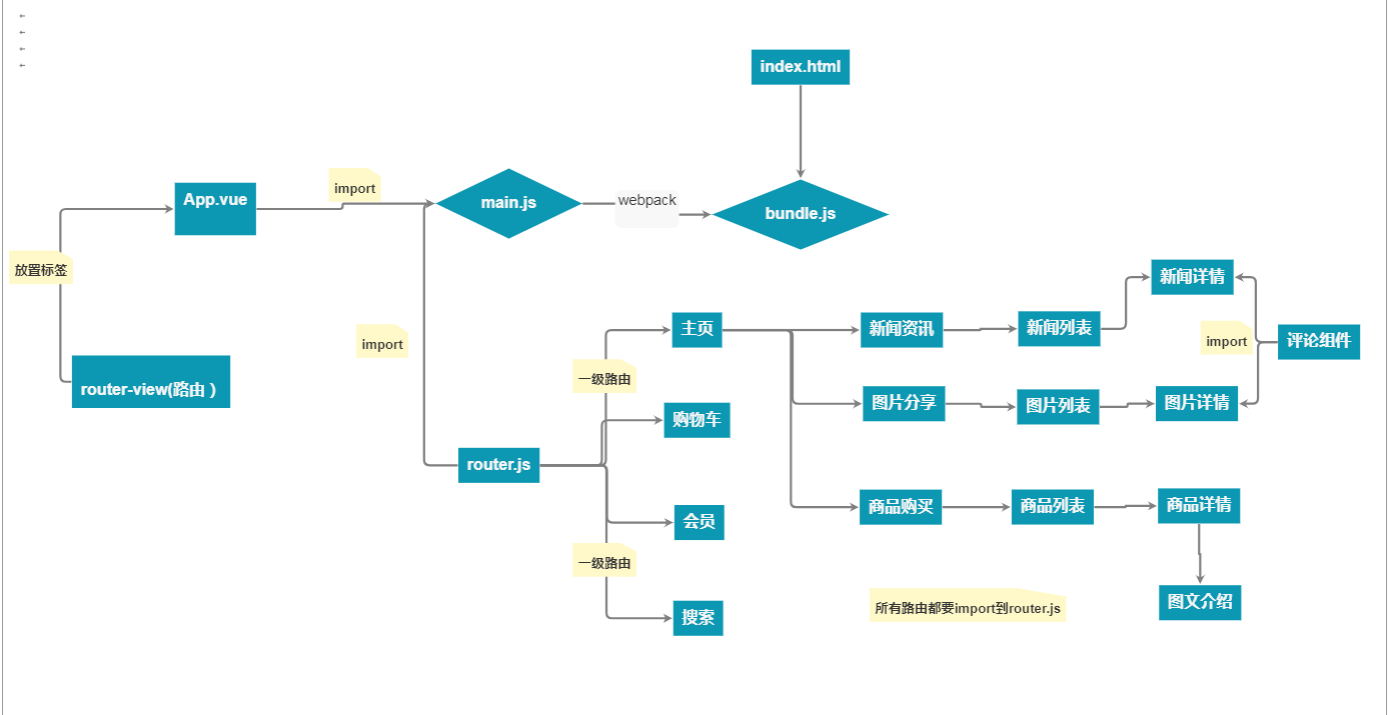 ←
←
←
←
index.html
App.vue
import
main.js
webpack
bundle.js
放置标签
新闻详情
主页
新闻资讯
新闻列表
import
评论组件
import
router-view(路由 )
一级路由
图片分享
图片列表
图片详情
购物车
router.js
商品购买
商品列表
商品详情
会员
一级路由
所有路由都要import到router.js
图文介绍
搜索